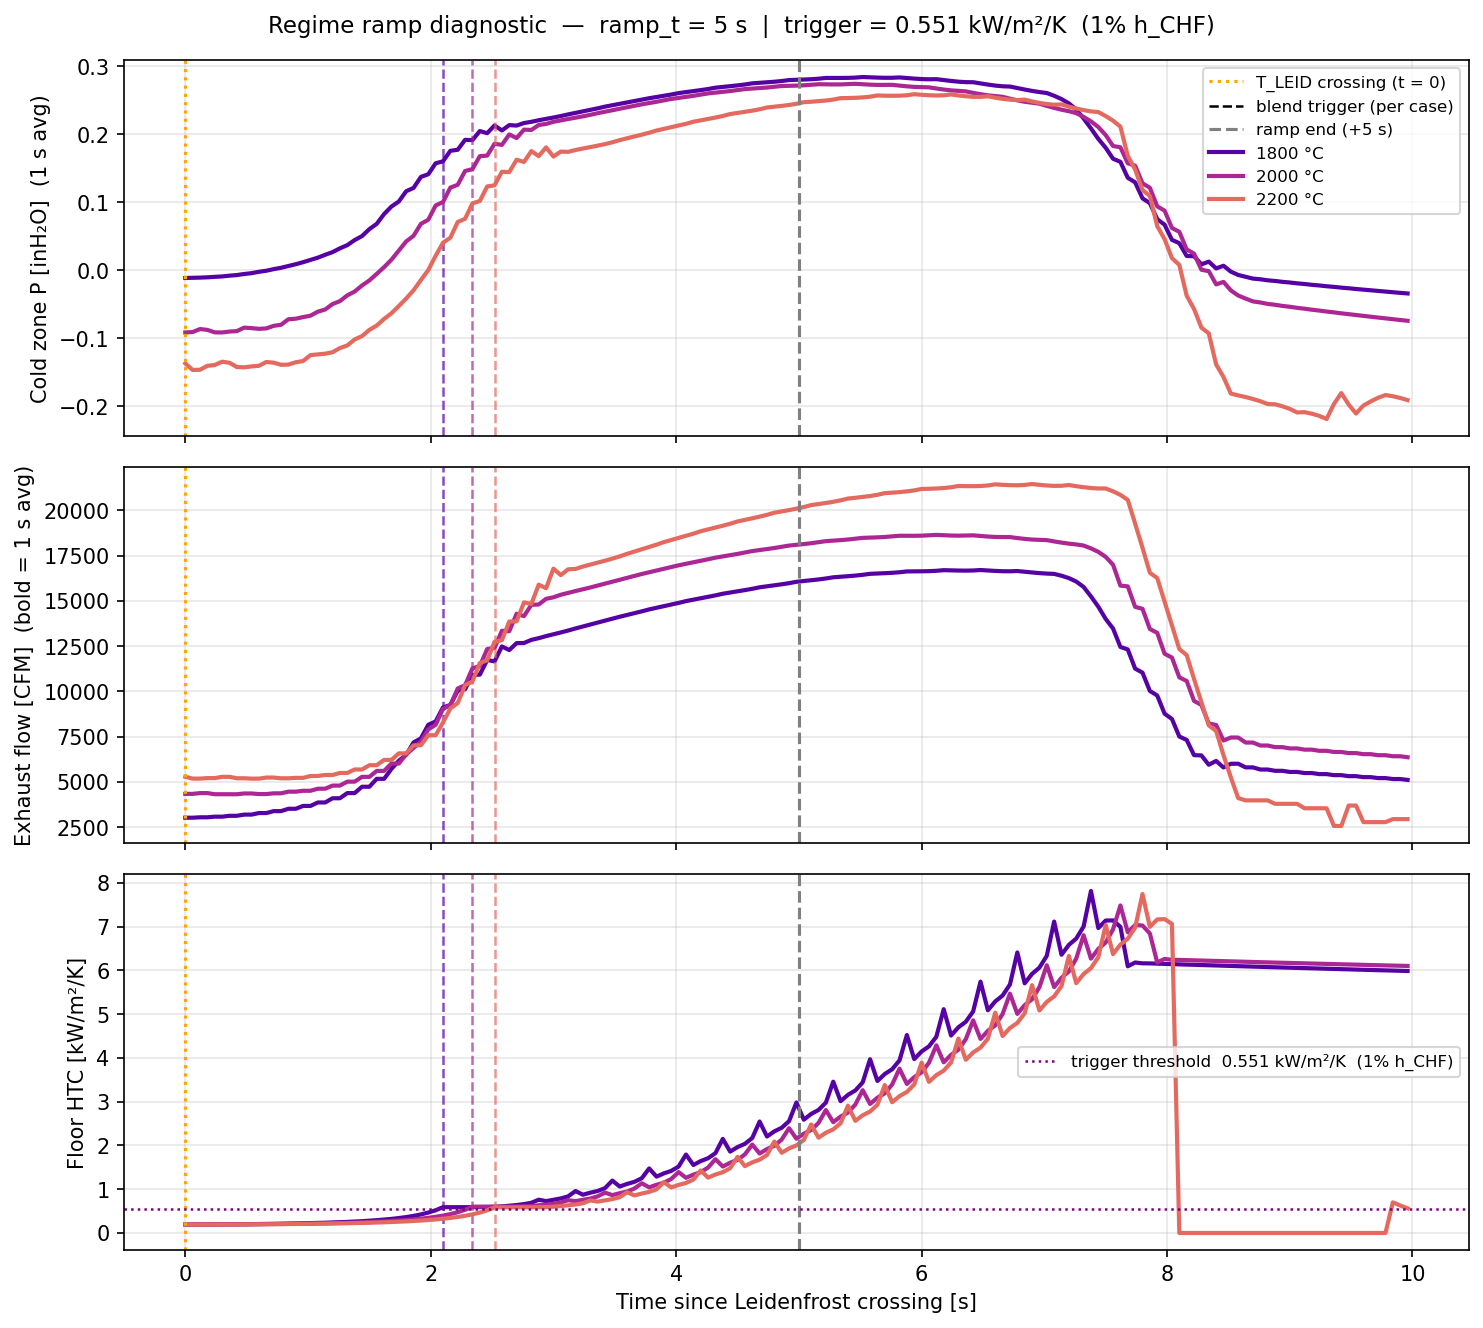 Regime ramp diagnostic — ramp_t = 5 s | trigger = 0.551 kW/m²/K (1% h_CHF)
Cold zone P [inH₂O] (1 s avg)
0.3
0.2
0.1
0.0
−0.1
−0.2
T_LEID crossing (t = 0)
blend trigger (per case)
ramp end (+5 s)
1800 °C
2000 °C
2200 °C
Exhaust flow [CFM] (bold = 1 s avg)
20000
17500
15000
12500
10000
7500
5000
2500
Floor HTC [kW/m²/K]
8
7
6
5
4
3
2
1
0
trigger threshold 0.551 kW/m²/K (1% h_CHF)
0 2 4 6 8 10
Time since Leidenfrost crossing [s]